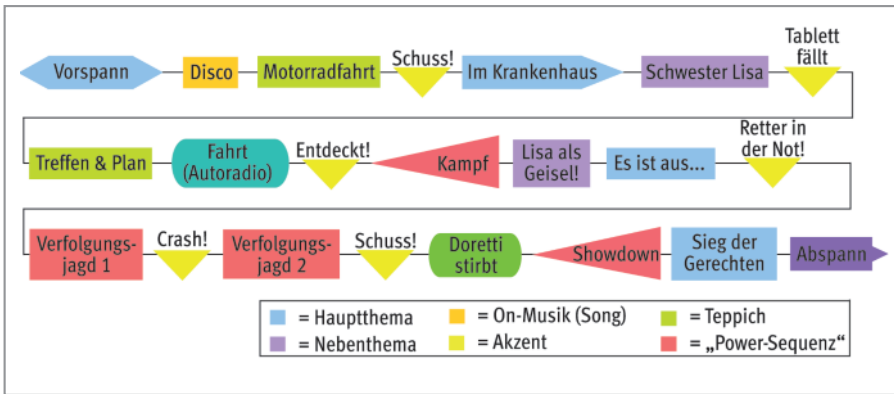 Vorspann
Disco
Motorradfahrt
Schuss!
Im Krankenhaus
Schwester Lisa
Tablett
fällt
Treffen & Plan
Fahrt
(Autoradio)
Entdeckt!
Kampf
Lisa als
Geisel!
Es ist aus...
Retter in
der Not!
Verfolgungs-
jagd 1
Crash!
Verfolgungs-
jagd 2
Schuss!
Doretti
stirbt
Showdown
Sieg der
Gerechten
Abspann
= Hauptthema
= On-Musik (Song)
= Teppich
= Nebenthema
= Akzent
= „Power-Sequenz“